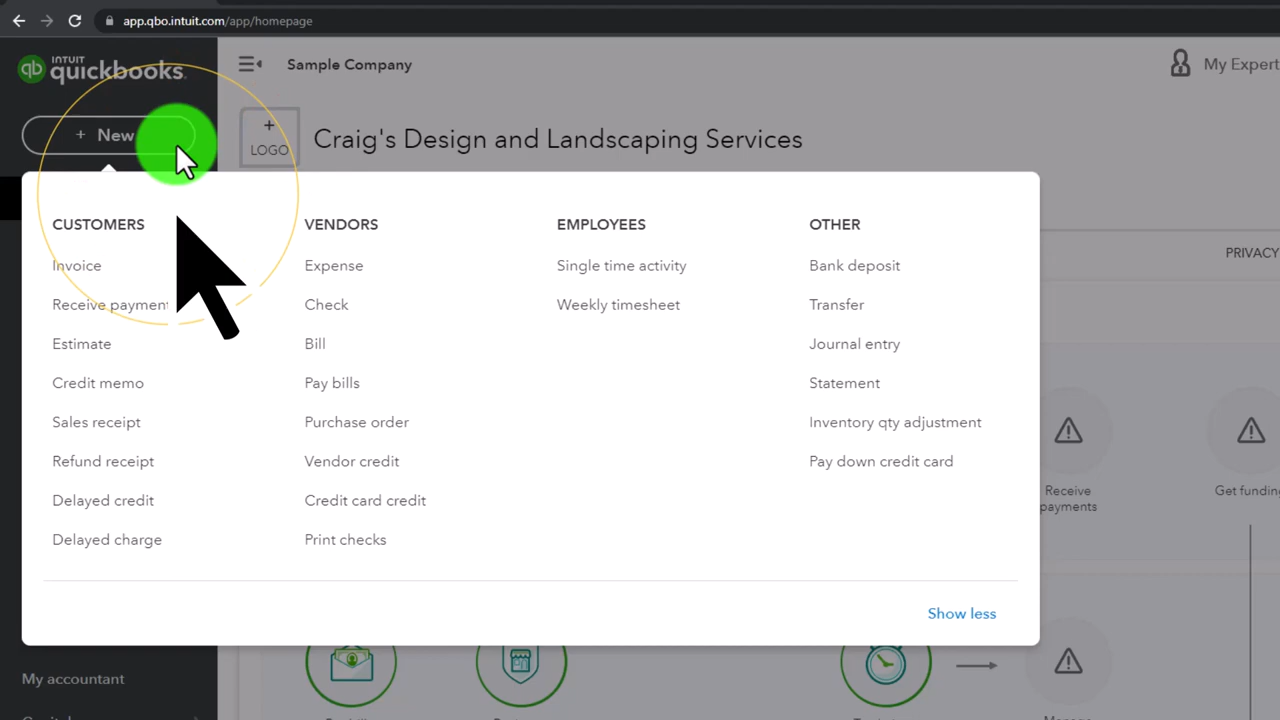 app.qbo.intuit.com/app/homepage
INTUIT
qb quickbooks.
Sample Company
My Expert
+ New
+
LOGO
Craig's Design and Landscaping Services
CUSTOMERS
Invoice
Receive payment
Estimate
Credit memo
Sales receipt
Refund receipt
Delayed credit
Delayed charge
VENDORS
Expense
Check
Bill
Pay bills
Purchase order
Vendor credit
Credit card credit
Print checks
EMPLOYEES
Single time activity
Weekly timesheet
OTHER
Bank deposit
Transfer
Journal entry
Statement
Inventory qty adjustment
Pay down credit card
Show less
PRIVACY
Receive
payments
Get funding
My accountant